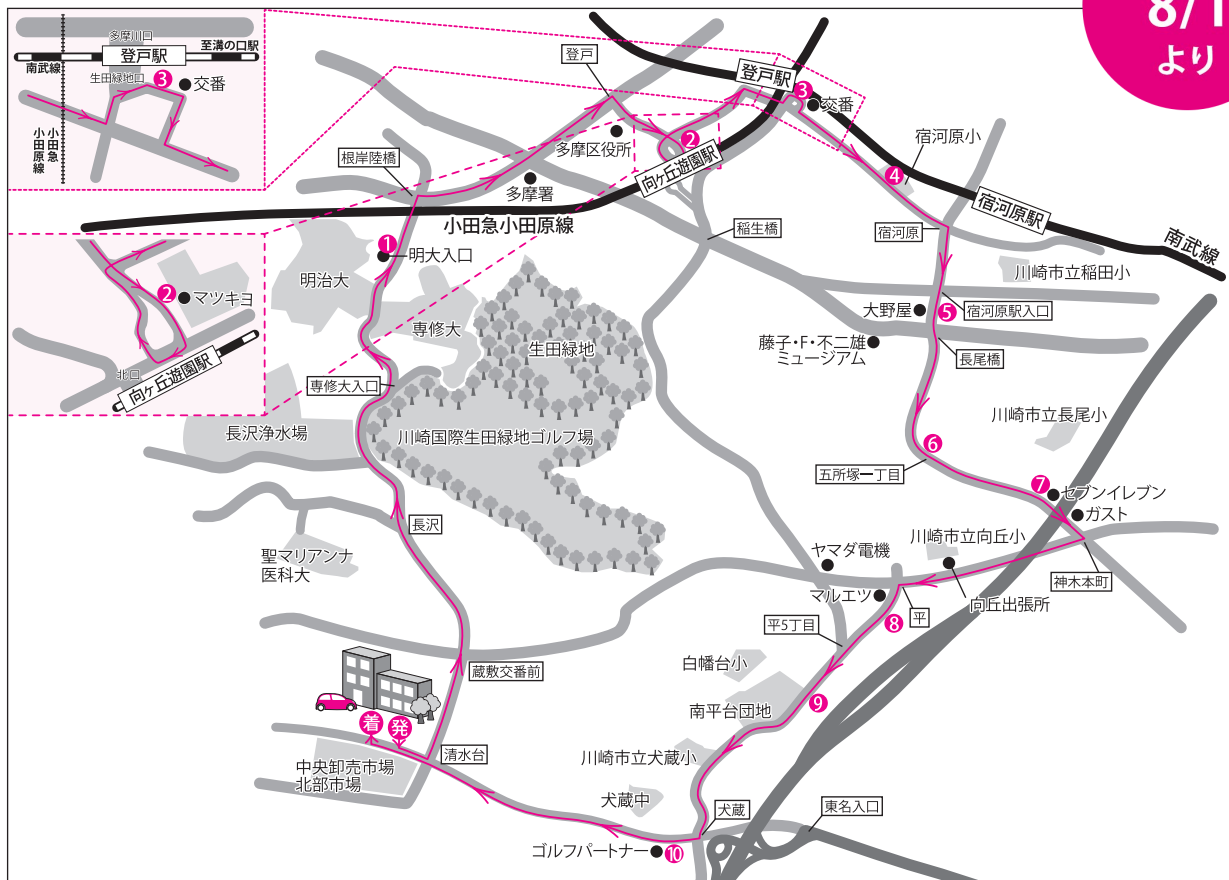 8/1
より
多摩川口
登戸駅
至溝の口駅
南武線
生田緑地口
3
交番
小田急
小田原線
2
マツキヨ
北口
向ヶ丘遊園駅
登戸
登戸駅
3
交番
多摩区役所
2
向ヶ丘遊園駅
根岸陸橋
多摩署
小田急小田原線
宿河原小
4
宿河原駅
南武線
宿河原
稲生橋
川崎市立稲田小
1
明大入口
明治大
専修大
生田緑地
大野屋
5
宿河原駅入口
藤子・F・不二雄
ミュージアム
長尾橋
専修大入口
長沢浄水場
川崎国際生田緑地ゴルフ場
川崎市立長尾小
6
五所塚一丁目
7
セブンイレブン
ガスト
長沢
聖マリアンナ
医科大
ヤマダ電機
川崎市立向丘小
神木本町
マルエツ
平
向丘出張所
8
平5丁目
白幡台小
蔵敷交番前
9
南平台団地
着
発
清水台
中央卸売市場
北部市場
川崎市立犬蔵小
犬蔵中
犬蔵
東名入口
ゴルフパートナー
10